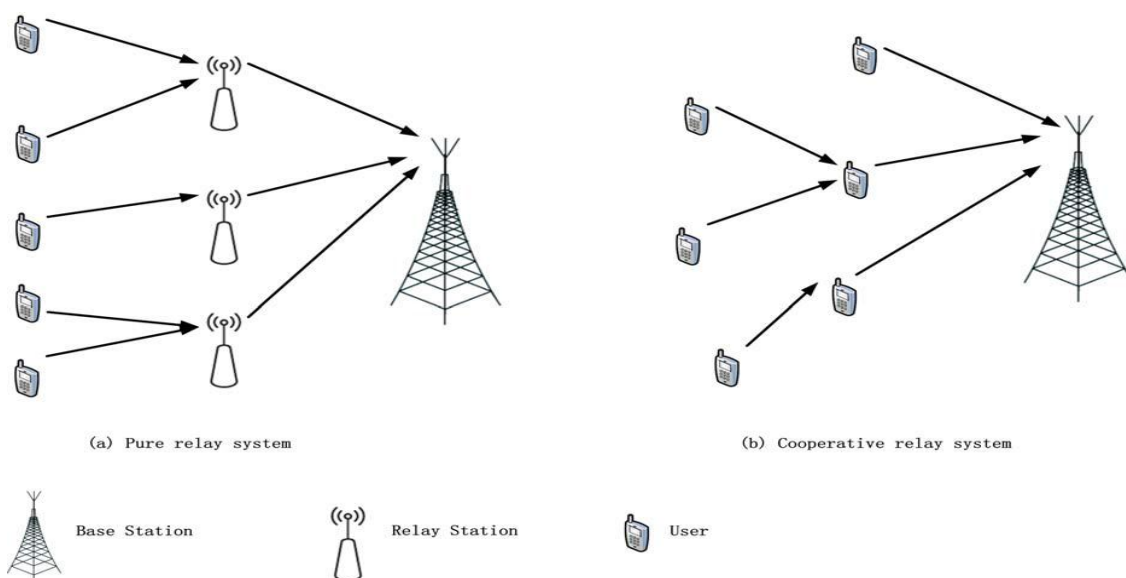 (a) Pure relay system
(b) Cooperative relay system
Base Station
Relay Station
User